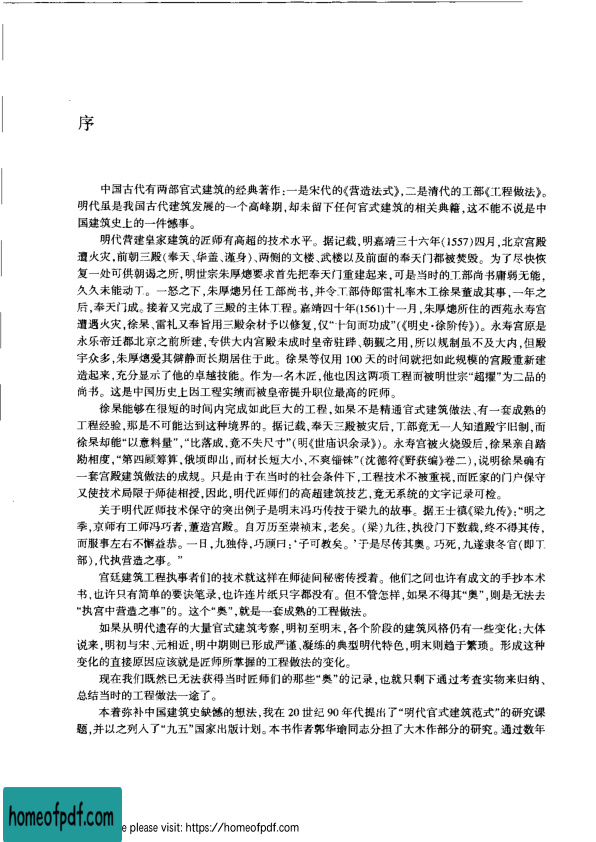 序
中国古代有两部官式建筑的经典著作:一是宋代的《营造法式》,二是清代的工部《工程做法》。
明代虽是我国古代建筑发展的一个高峰期,却未留下任何官式建筑的相关典籍,这不能不说是中
国建筑史上的一件憾事。
明代营建皇家建筑的匠师有高超的技术水平。据记载,明嘉靖三十六年(1557)四月,北京宫殿
遭火灾,前朝三殿(奉天、华盖、谨身)、两侧的文楼、武楼以及前面的奉天门都被焚毁。为了尽快恢
复一处可供朝谒之所,明世宗朱厚熜要求首先把奉天门重建起来,可是当时的工部尚书庸弱无能,
久久未能动工。一怒之下,朱厚熜另任工部尚书,并令工部侍郎雷礼率木工徐杲董成其事,一年之
后,奉天门成。接着又完成了三殿的主体工程。嘉靖四十年(1561)十一月,朱厚熜所住的西苑永寿宫
遭遇火灾,徐杲、雷礼又奉旨用三殿余材予以修复,仅“十旬而功成”(《明史·徐阶传》)。永寿宫原是
永乐帝迁都北京之前所建,专供大内宫殿未成时皇帝驻跸、朝觐之用,所以规制虽不及大内,但殿
宇众多,朱厚熜爱其僻静而长期居住于此。徐杲等仅用 100 天的时间就把如此规模的宫殿重新建
造起来,充分显示了他的卓越技能。作为一名木匠,他也因这两项工程而被明世宗“超擢”为二品的
尚书。这是中国历史上因工程实绩而被皇帝提升职位最高的匠师。
徐杲能够在很短的时间内完成如此巨大的工程,如果不是精通官式建筑做法、有一套成熟的
工程经验,那是不可能达到这种境界的。据记载,奉天三殿被灾后,工部竟无一人知道殿宇旧制,而
徐杲却能“以意料量”,“比落成,竟不失尺寸”(明《世庙识余录》)。永寿宫被火烧毁后,徐杲亲自踏
勘相度,“第四顾筹算,俄顷即出,而材长短大小,不爽锱铢”(沈德符《野获编》卷二),说明徐杲确有
一套宫殿建筑做法的成规。只是由于在当时的社会条件下,工程技术不被重视,而匠家的门户保守
又使技术局限于师徒相授,因此,明代匠师们的高超建筑技艺,竟无系统的文字记录可检。
关于明代匠师技术保守的突出例子是明末冯巧传技于梁九的故事。据王士禛《梁九传》:“明之
季,京师有工师冯巧者,董造宫殿。自万历至崇祯末,老矣。(梁)九往,执役门下数载,终不得其传,
而服事左右不懈益恭。一日,九独侍,巧顾曰:‘子可教矣。’于是尽传其奥。巧死,九遂隶冬官(即工
部),代执营造之事。”
宫廷建筑工程执事者们的技术就这样在师徒间秘密传授着。他们之间也许有成文的手抄本术
书,也许只有简单的要诀笔录,也许连片纸只字都没有。但不管怎样,如果不得其“奥”,则是无法去
“执宫中营造之事”的。这个“奥”,就是一套成熟的工程做法。
如果从明代遗存的大量官式建筑考察,明初至明末,各个阶段的建筑风格仍有一些变化:大体
说来,明初与宋、元相近,明中期则已形成严谨、凝练的典型明代特色,明末则趋于繁琐。形成这种
变化的直接原因应该就是匠师所掌握的工程做法的变化。
现在我们既然已无法获得当时匠师们的那些“奥”的记录,也就只剩下通过考查实物来归纳、
总结当时的工程做法一途了。
本着弥补中国建筑史缺憾的想法,我在 20 世纪 90 年代提出了“明代官式建筑范式”的研究课
题,并以之列入了“九五”国家出版计划。本书作者郭华瑜同志分担了大木作部分的研究。通过数年
homeofpdf.com
e please visit: https://homeofpdf.com